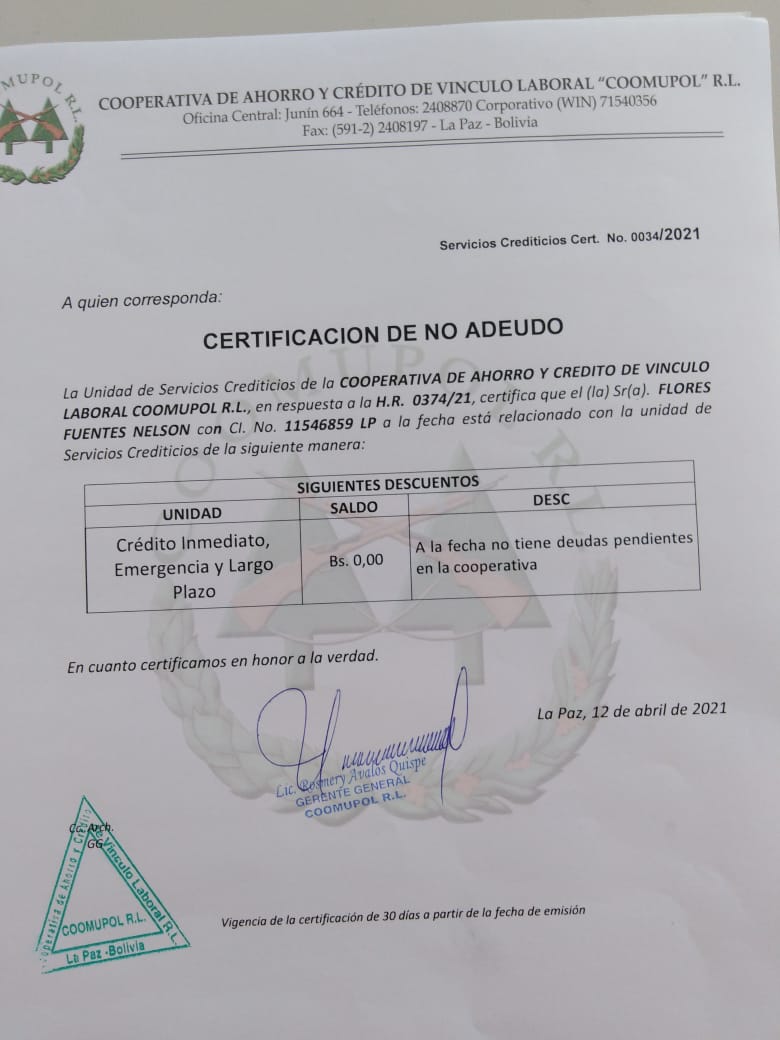 COOMUPOL R.L.
COOPERATIVA DE AHORRO Y CRÉDITO DE VINCULO LABORAL “COOMUPOL” R.L.
Oficina Central: Junín 664 - Teléfonos: 2408870 Corporativo (WIN) 71540356
Fax: (591-2) 2408197 - La Paz - Bolivia
Servicios Crediticios Cert. No. 0034/2021
A quien corresponda:
CERTIFICACION DE NO ADEUDO
La Unidad de Servicios Crediticios de la COOPERATIVA DE AHORRO Y CREDITO DE VINCULO
LABORAL COOMUPOL R.L., en respuesta a la H.R. 0374/21, certifica que el (la) Sr(a). FLORES
FUENTES NELSON con CI. No. 11546859 LP a la fecha está relacionado con la unidad de
Servicios Crediticios de la siguiente manera:
SIGUIENTES DESCUENTOS
UNIDAD SALDO DESC
Crédito Inmediato,
Emergencia y Largo
Plazo
Bs. 0,00
A la fecha no tiene deudas pendientes
en la cooperativa
En cuanto certificamos en honor a la verdad.
La Paz, 12 de abril de 2021
Lic. Rosmery Avalos Quispe
GERENTE GENERAL
COOMUPOL R.L.
Cc. Arch.
GG
Cooperativa de Ahorro y Crédito
de Vinculo Laboral R.L.
COOMUPOL R.L.
La Paz - Bolivia
Vigencia de la certificación de 30 días a partir de la fecha de emisión